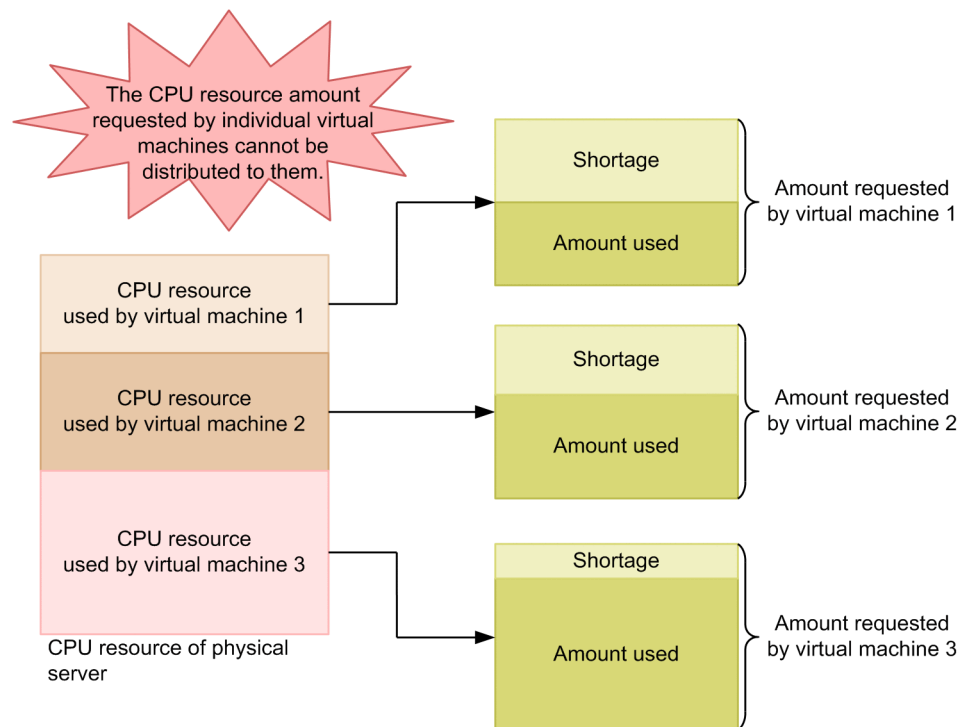 The CPU resource amount
requested by individual virtual
machines cannot be
distributed to them.
Shortage
Amount used
Amount requested
by virtual machine 1
CPU resource
used by virtual machine 1
CPU resource
used by virtual machine 2
Shortage
Amount used
Amount requested
by virtual machine 2
CPU resource
used by virtual machine 3
CPU resource of physical
server
Shortage
Amount used
Amount requested
by virtual machine 3